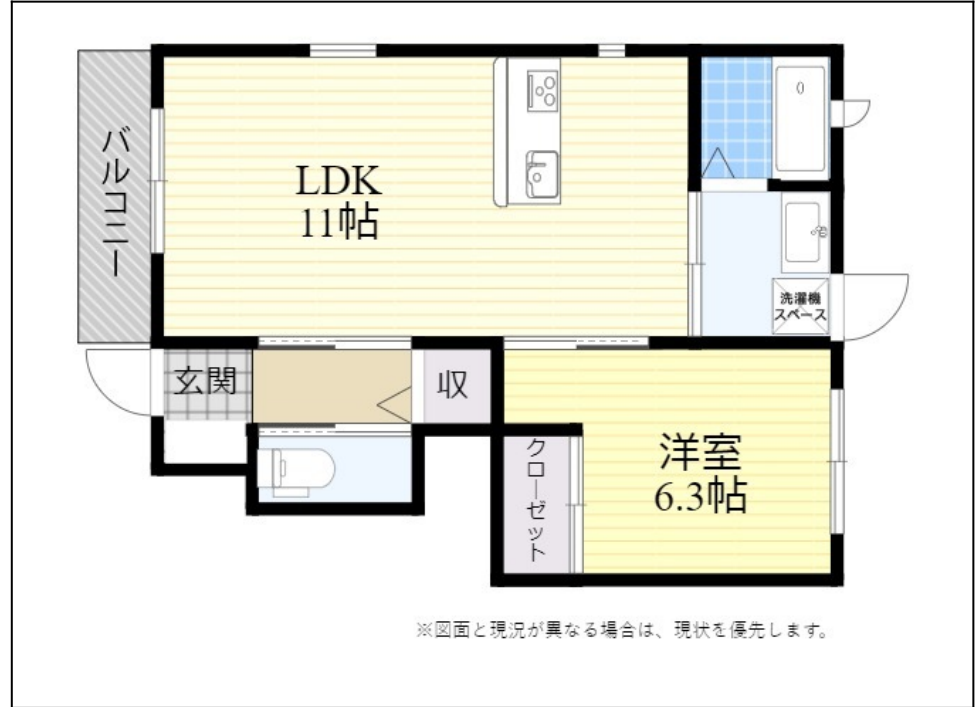 バルコニー
LDK
11帖
洗濯機
スペース
玄関
収
クローゼット
洋室
6.3帖
※図面と現況が異なる場合は、現状を優先します。